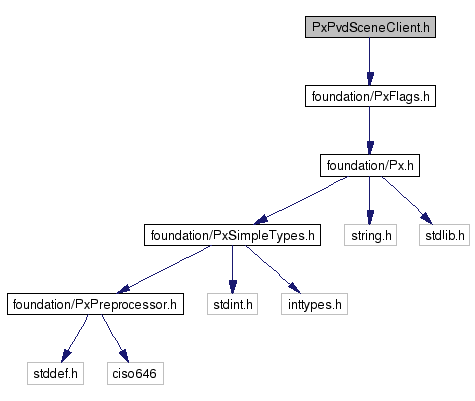 PxPvdSceneClient.h
foundation/PxFlags.h
foundation/Px.h
foundation/PxSimpleTypes.h
string.h
stdlib.h
foundation/PxPreprocessor.h
stdint.h
inttypes.h
stddef.h
ciso646